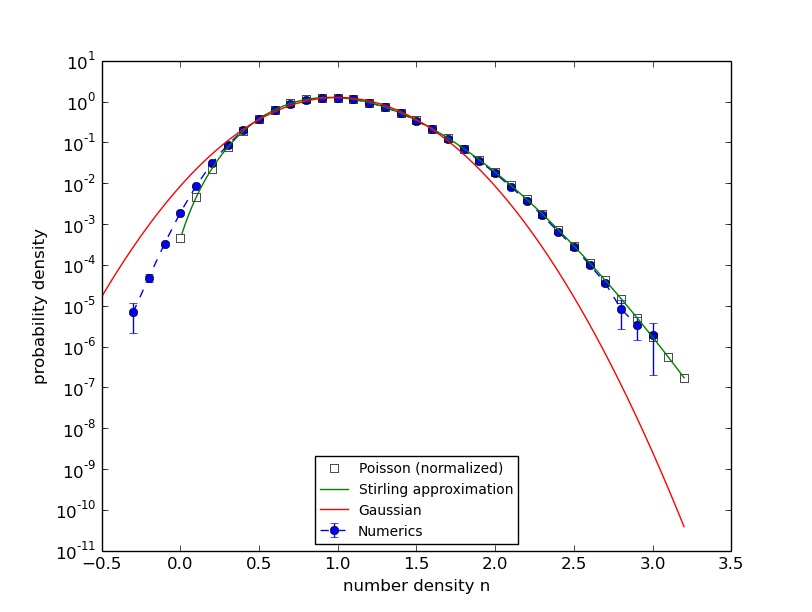 10^1
10^0
10^-1
10^-2
10^-3
10^-4
10^-5
10^-6
10^-7
10^-8
10^-9
10^-10
10^-11
probability density
Poisson (normalized)
Stirling approximation
Gaussian
Numerics
−0.5 0.0 0.5 1.0 1.5 2.0 2.5 3.0 3.5
number density n